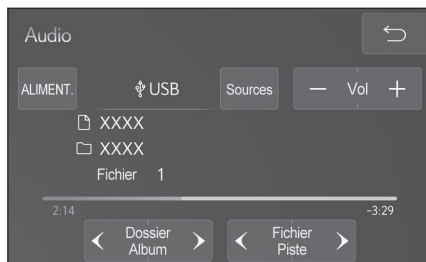 Audio
ALIMENT. USB Sources — Vol +
XXXX
XXXX
Fichier 1
2:14 -3:29
Dossier Album Fichier Piste